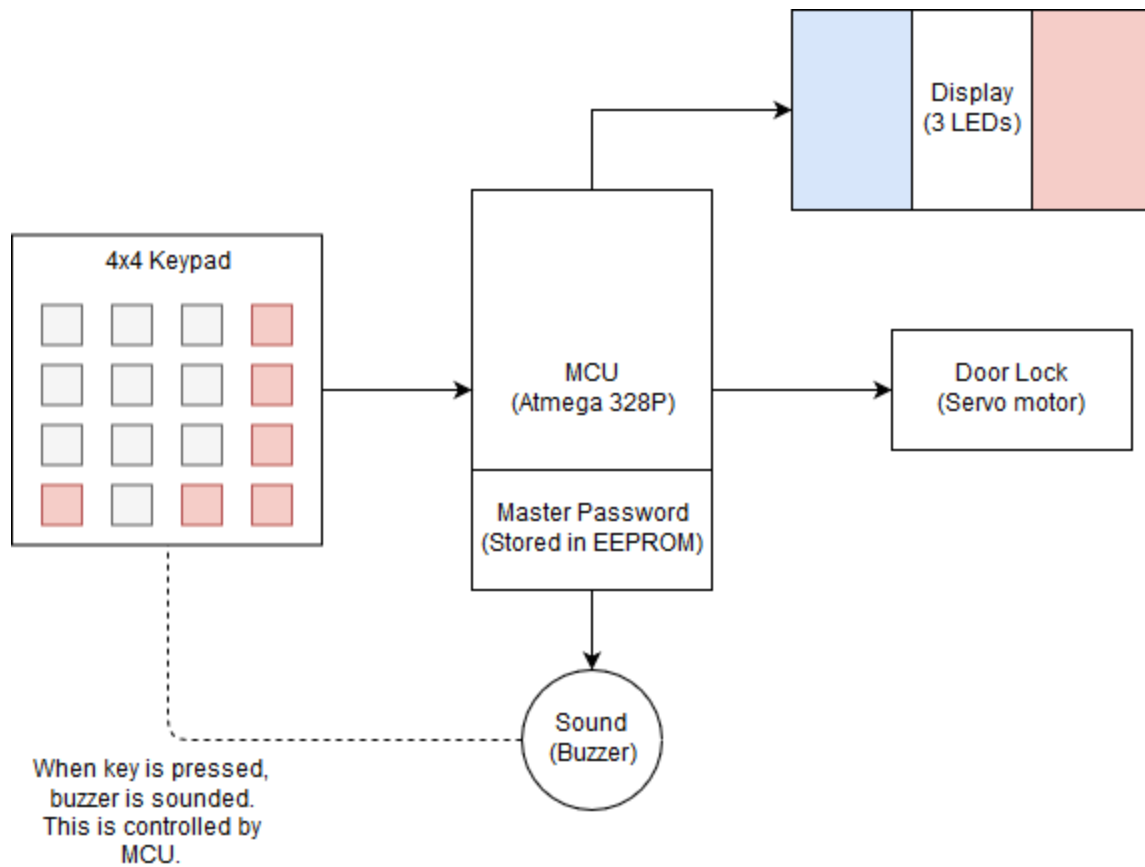 Display
(3 LEDs)
4x4 Keypad
MCU
(Atmega 328P)
Door Lock
(Servo motor)
Master Password
(Stored in EEPROM)
Sound
(Buzzer)
When key is pressed,
buzzer is sounded.
This is controlled by
MCU.